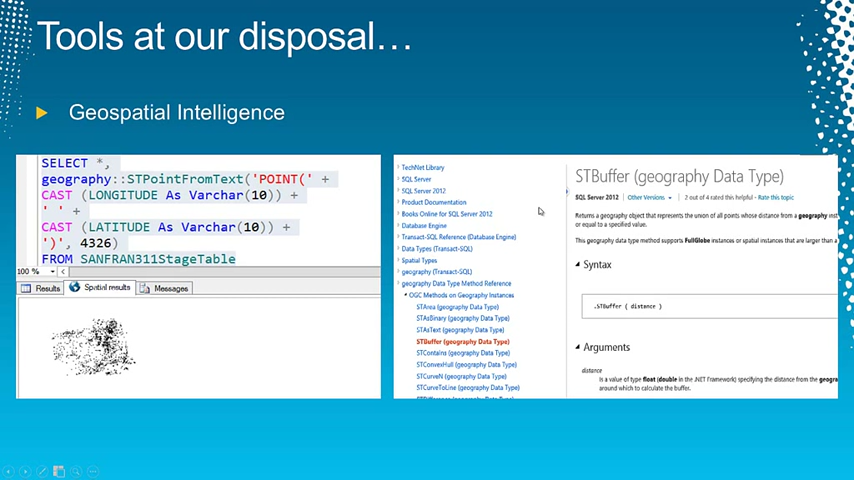 Tools at our disposal...
Geospatial Intelligence
SELECT *,
geography::STPointFromText('POINT(' +
CAST (LONGITUDE As Varchar(10)) +
' ' +
CAST (LATITUDE As Varchar(10)) +
')', 4326)
FROM SANFRAN311StageTable
100 %
Results Spatial results Messages
TechNet Library
SQL Server
SQL Server 2012
Product Documentation
Books Online for SQL Server 2012
Database Engine
Transact-SQL Reference (Database Engine)
Data Types (Transact-SQL)
Spatial Types
geography (Transact-SQL)
geography Data Type Method Reference
OGC Methods on Geography Instances
STArea (geography Data Type)
STAsBinary (geography Data Type)
STAsText (geography Data Type)
STBuffer (geography Data Type)
STContains (geography Data Type)
STConvexHull (geography Data Type)
STCurveN (geography Data Type)
STCurveToLine (geography Data Type)
STBuffer (geography Data Type)
SQL Server 2012 Other Versions 2 out of 4 rated this helpful - Rate this topic
Returns a geography object that represents the union of all points whose distance from a geography inst
or equal to a specified value.
This geography data type method supports FullGlobe instances or spatial instances that are larger than a
Syntax
.STBuffer ( distance )
Arguments
distance
Is a value of type float (double in the .NET Framework) specifying the distance from the geogra
around which to calculate the buffer.